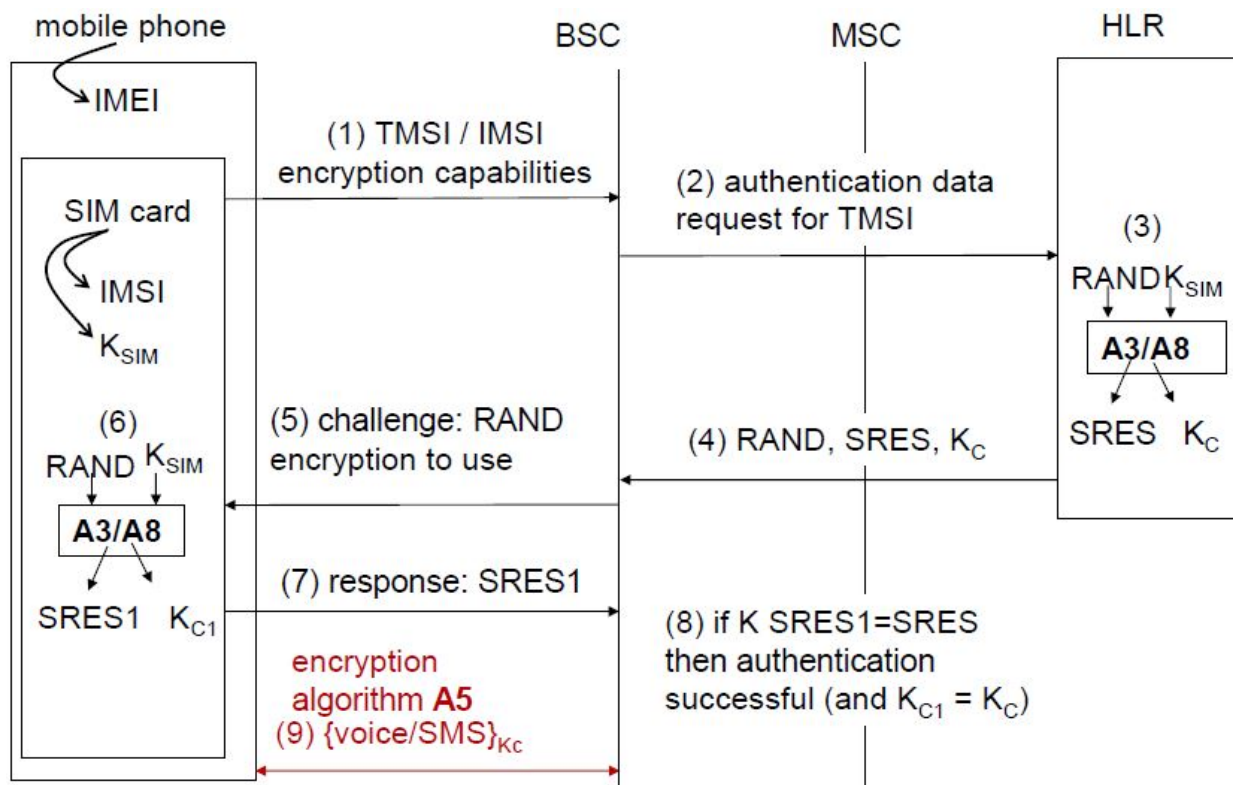 mobile phone
BSC
MSC
HLR
IMEI
(1) TMSI / IMSI
encryption capabilities
(2) authentication data
request for TMSI
SIM card
IMSI
K_SIM
(3)
RAND K_SIM
A3/A8
SRES K_C
(4) RAND, SRES, K_C
(5) challenge: RAND
encryption to use
(6)
RAND K_SIM
A3/A8
SRES1 K_C1
(7) response: SRES1
(8) if K SRES1=SRES
then authentication
successful (and K_C1 = K_C)
encryption
algorithm A5
(9) {voice/SMS}_Kc